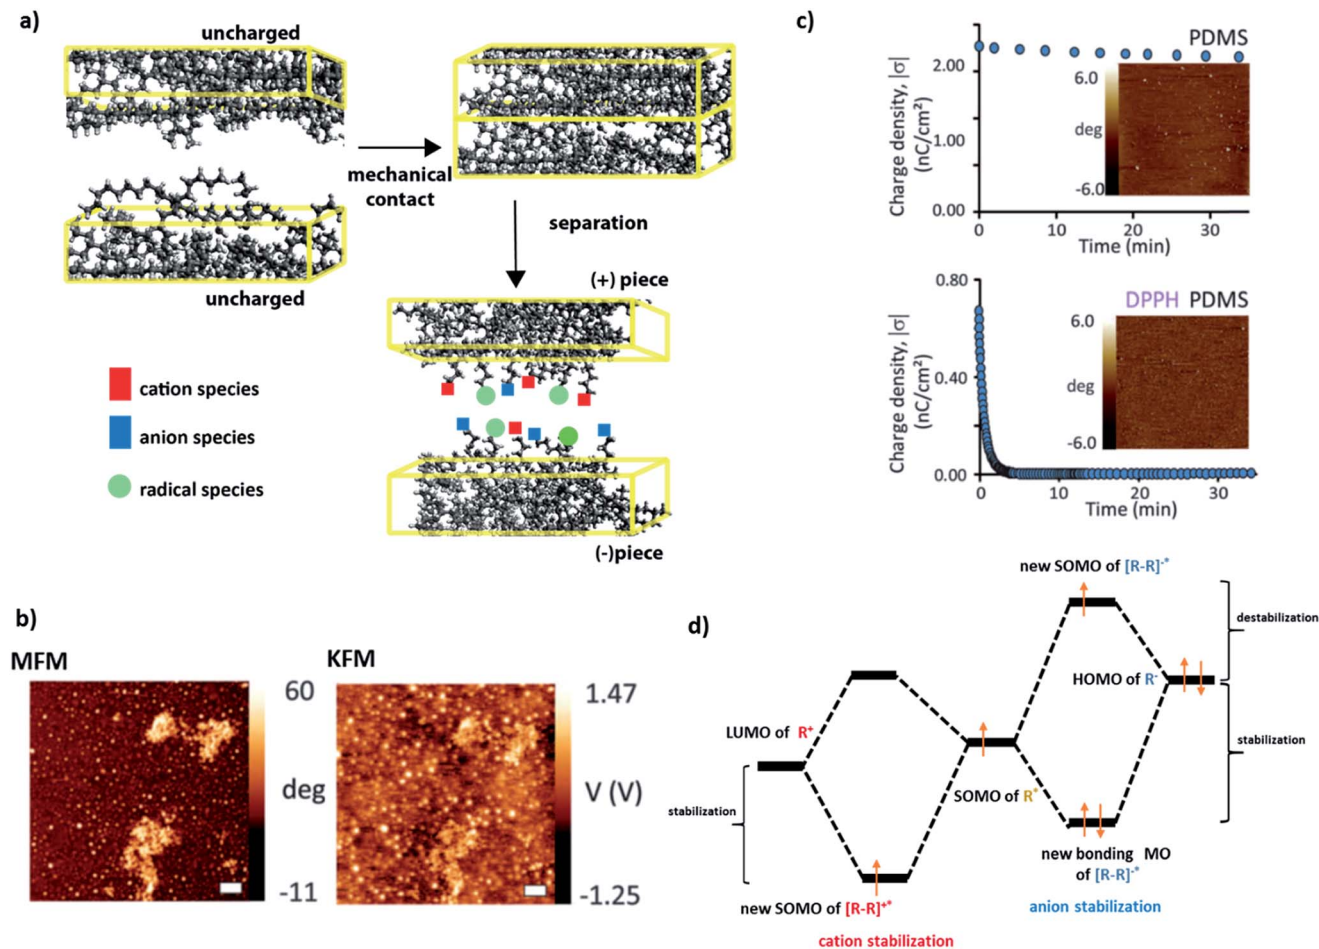 a)
uncharged
mechanical
contact
uncharged
separation
(+) piece
cation species
anion species
radical species
(-)piece
b)
MFM
60
deg
-11
KFM
1.47
V (V)
-1.25
c)
Charge density, |σ|
(nC/cm²)
2.00
1.00
0.00
PDMS
6.0
deg
-6.0
0 10 20 30
Time (min)
Charge density, |σ|
(nC/cm²)
0.80
0.40
0.00
DPPH PDMS
6.0
deg
-6.0
0 10 20 30
Time (min)
d)
new SOMO of [R-R]⁻*
destabilization
HOMO of R⁻
LUMO of R⁺
stabilization
stabilization
SOMO of R*
new bonding MO
of [R-R]⁻*
new SOMO of [R-R]⁺*
anion stabilization
cation stabilization